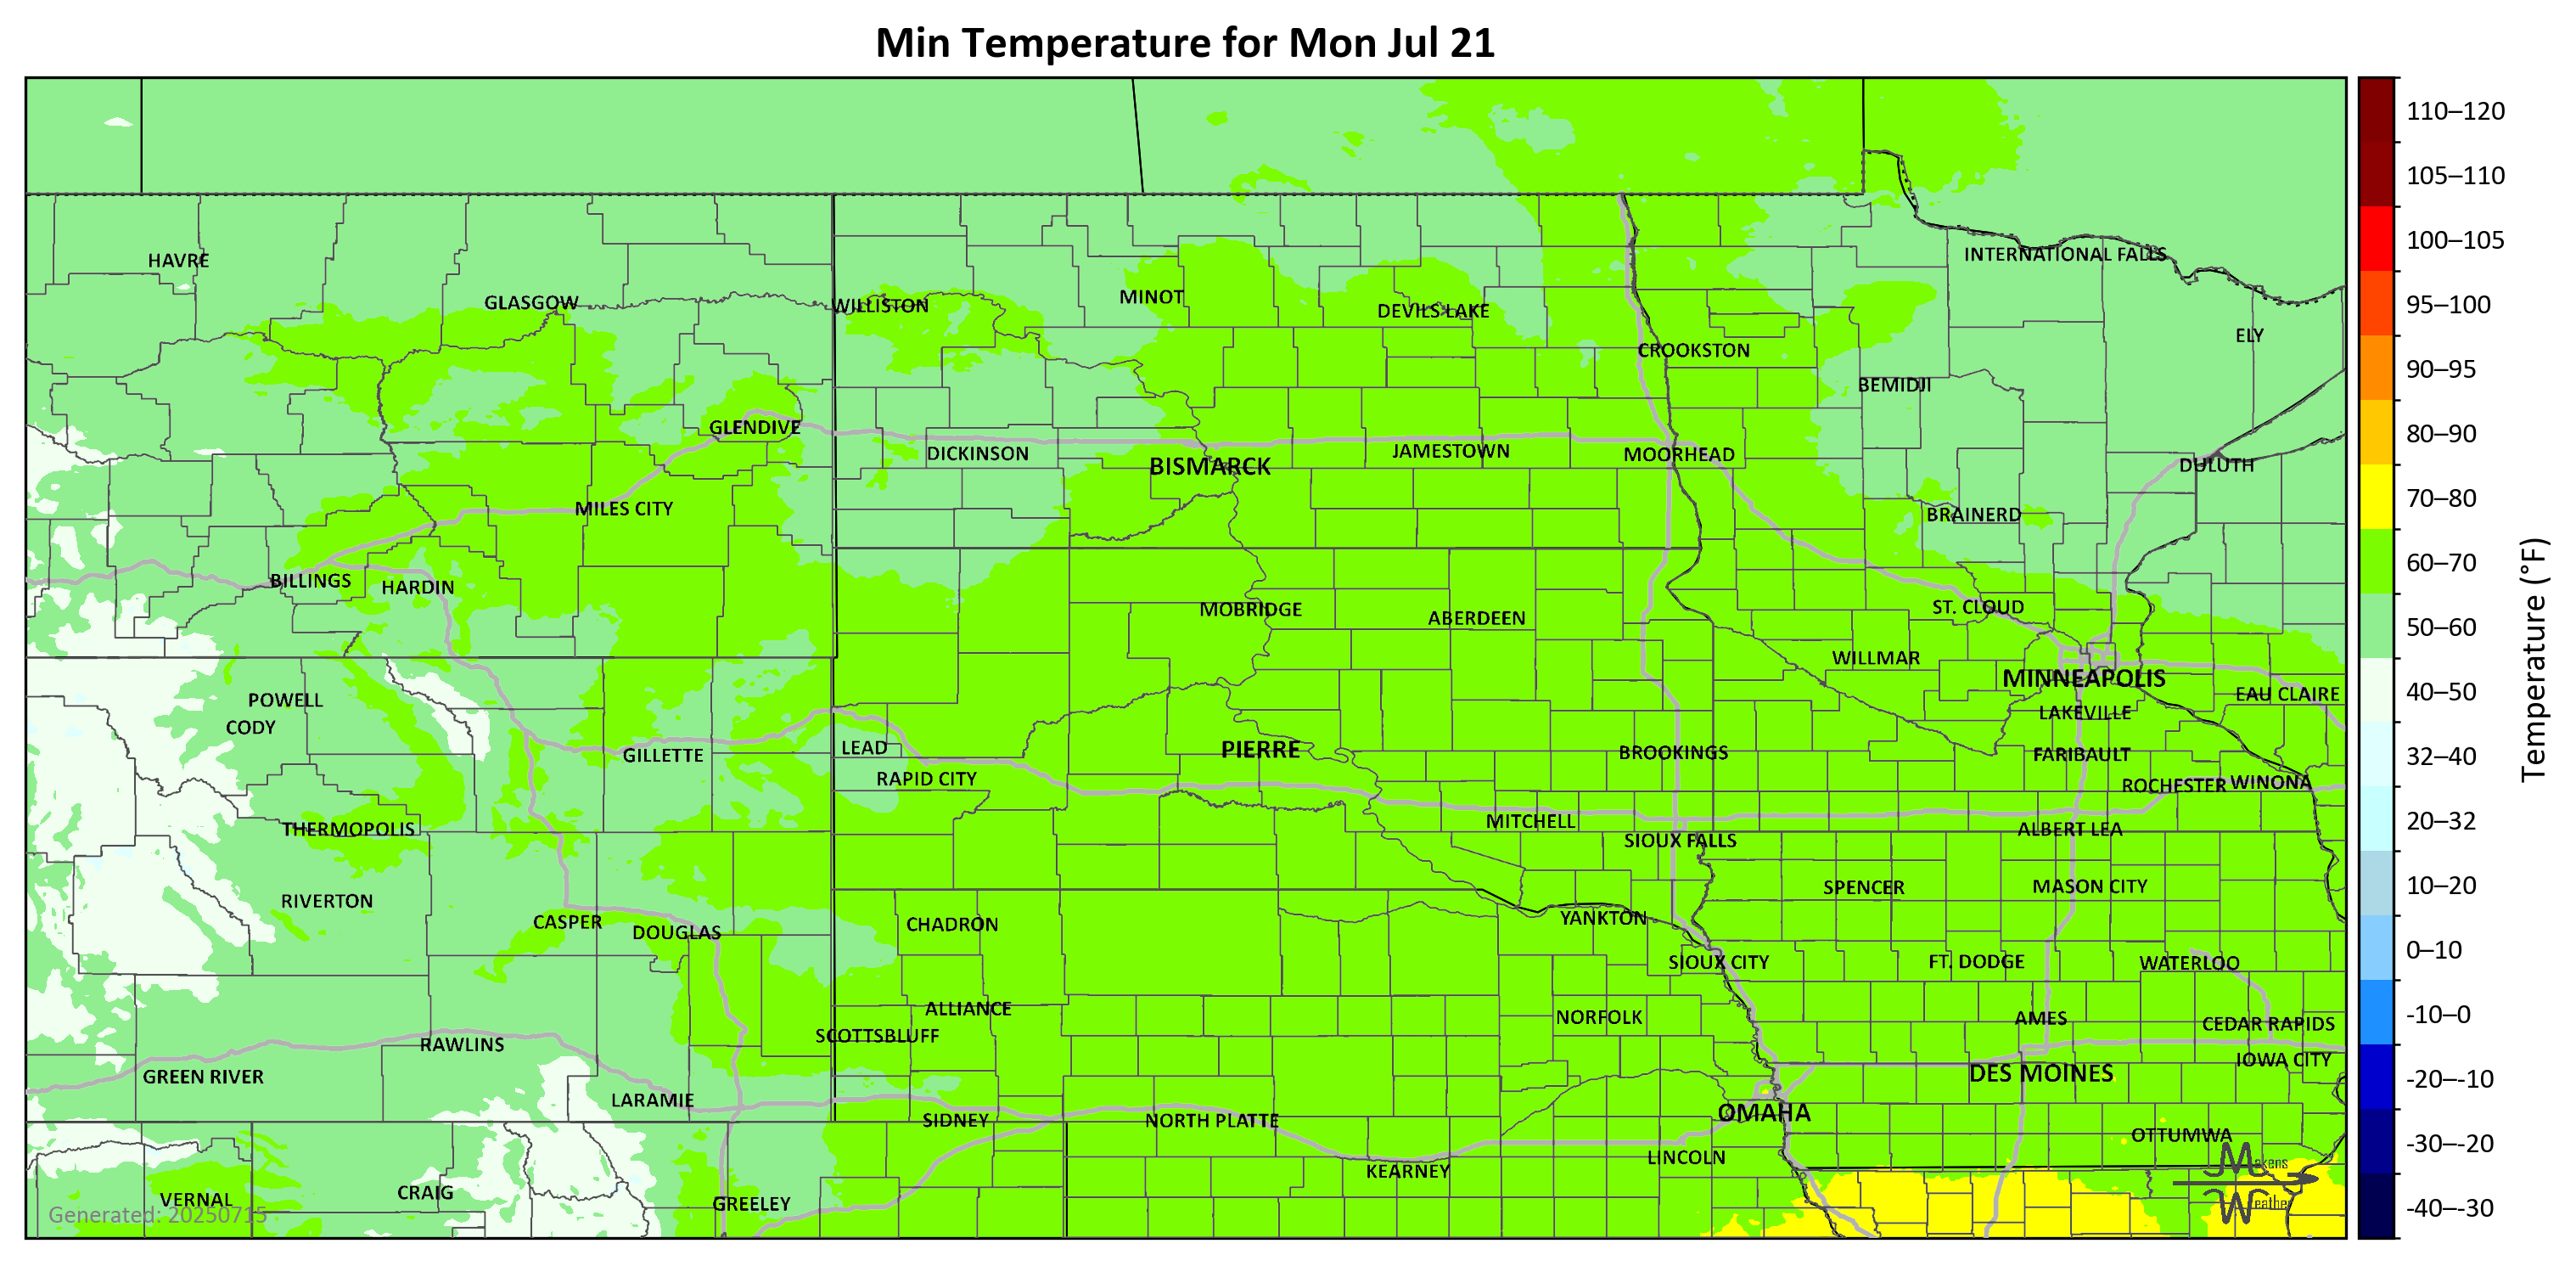 Min Temperature for Mon Jul 21
110–120
105–110
INTERNATIONAL FALLS
100–105
HAVRE
GLASGOW
WILLISTON
MINOT
DEVILS LAKE
95–100
ELY
CROOKSTON
90–95
BEMIDJI
GLENDIVE
80–90
DICKINSON
BISMARCK
JAMESTOWN
MOORHEAD
DULUTH
MILES CITY
BRAINERD
70–80
BILLINGS
HARDIN
60–70
MOBRIDGE
ABERDEEN
ST. CLOUD
50–60
WILLMAR
MINNEAPOLIS
Temperature (°F)
POWELL
EAU CLAIRE
40–50
CODY
LAKEVILLE
GILLETTE
LEAD
PIERRE
BROOKINGS
FARIBAULT
32–40
RAPID CITY
ROCHESTER
WINONA
THERMOPOLIS
MITCHELL
SIOUX FALLS
ALBERT LEA
20–32
RIVERTON
SPENCER
MASON CITY
10–20
CASPER
DOUGLAS
CHADRON
YANKTON
SIOUX CITY
FT. DODGE
WATERLOO
0–10
ALLIANCE
NORFOLK
AMES
CEDAR RAPIDS
-10–0
SCOTTSBLUFF
RAWLINS
IOWA CITY
GREEN RIVER
DES MOINES
-20–-10
LARAMIE
SIDNEY
NORTH PLATTE
OMAHA
OTTUMWA
-30–-20
LINCOLN
KEARNEY
Makens
Weather
VERNAL
CRAIG
GREELEY
-40–-30
Generated: 20250715